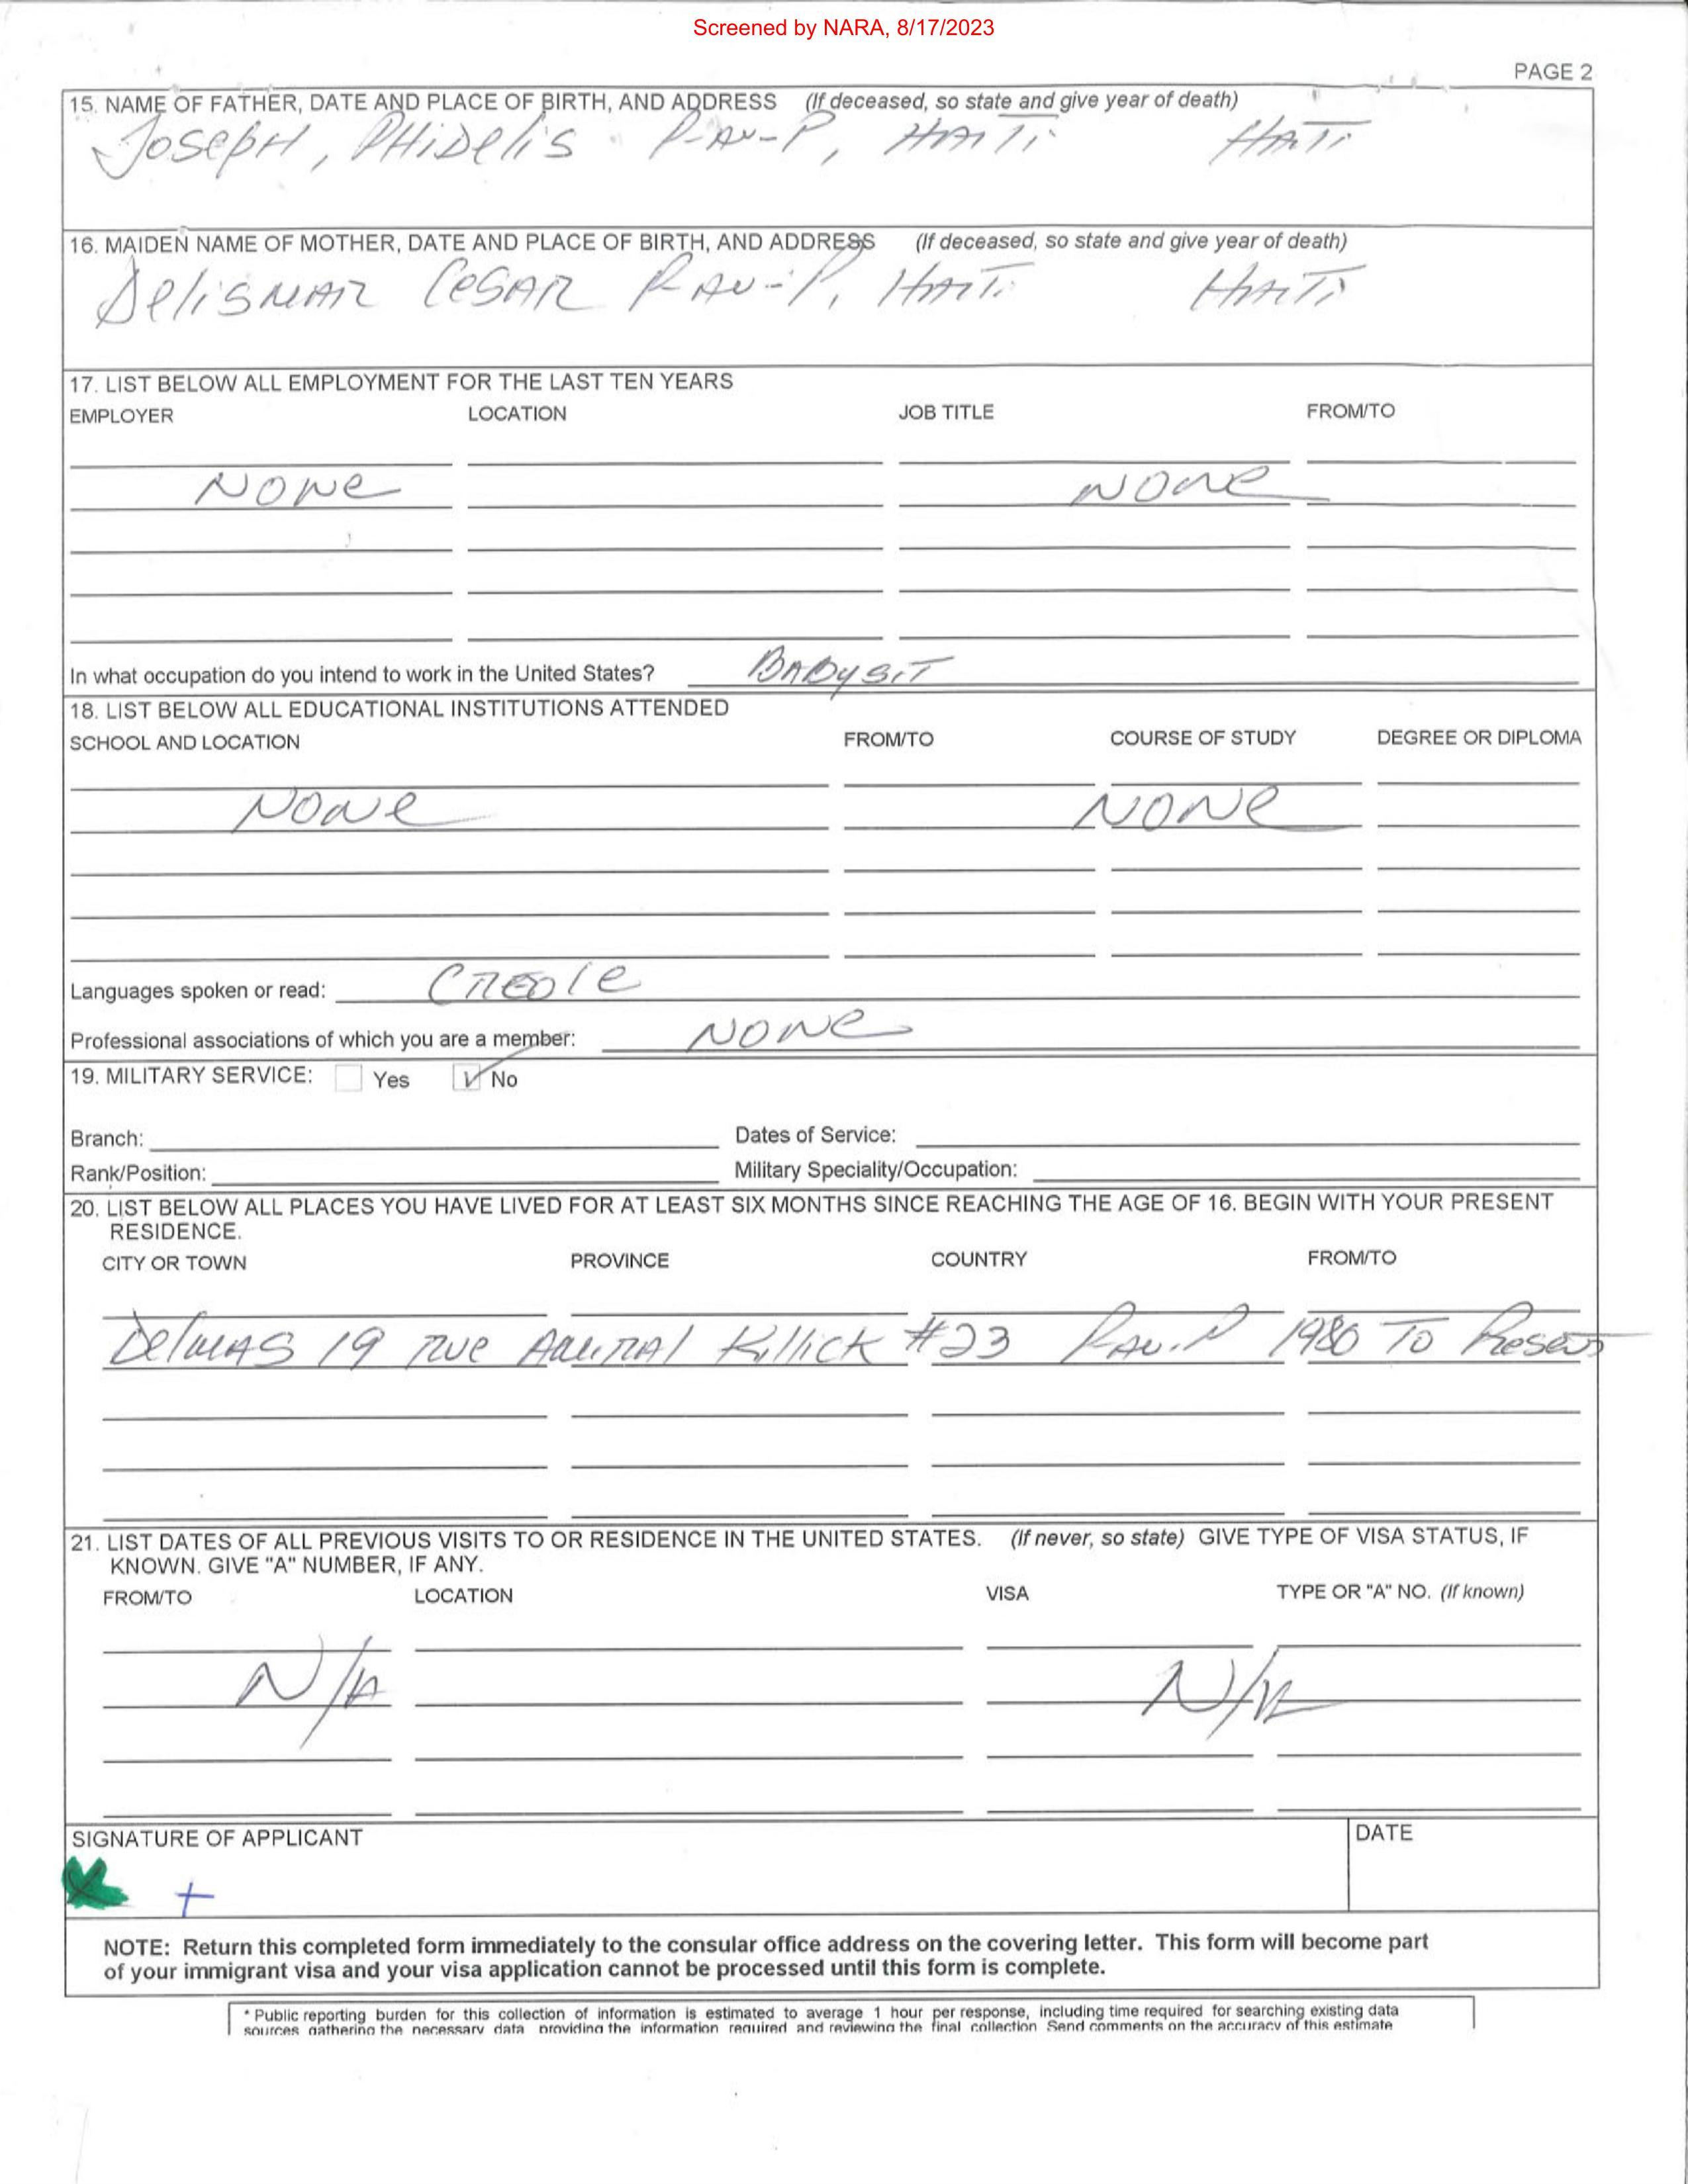 Screened by NARA, 8/17/2023
PAGE 2
15. NAME OF FATHER, DATE AND PLACE OF BIRTH, AND ADDRESS (If deceased, so state and give year of death)
JOSEPH, PHiDelis P-AU-P, HAITI HAITI
16. MAIDEN NAME OF MOTHER, DATE AND PLACE OF BIRTH, AND ADDRESS (If deceased, so state and give year of death)
DelisMAR CeSAR P-AU-P, HAITI HAITI
17. LIST BELOW ALL EMPLOYMENT FOR THE LAST TEN YEARS
EMPLOYER LOCATION JOB TITLE FROM/TO
NONe NONe
In what occupation do you intend to work in the United States? BABysiT
18. LIST BELOW ALL EDUCATIONAL INSTITUTIONS ATTENDED
SCHOOL AND LOCATION FROM/TO COURSE OF STUDY DEGREE OR DIPLOMA
NONe NONe
Languages spoken or read: CREOle
Professional associations of which you are a member: NONe
19. MILITARY SERVICE: Yes ✓ No
Branch: Dates of Service:
Rank/Position: Military Speciality/Occupation:
20. LIST BELOW ALL PLACES YOU HAVE LIVED FOR AT LEAST SIX MONTHS SINCE REACHING THE AGE OF 16. BEGIN WITH YOUR PRESENT
RESIDENCE.
CITY OR TOWN PROVINCE COUNTRY FROM/TO
DelMAS 19 Rue AMIRAl Killick #23 P-AU-P 1980 TO Present
21. LIST DATES OF ALL PREVIOUS VISITS TO OR RESIDENCE IN THE UNITED STATES. (If never, so state) GIVE TYPE OF VISA STATUS, IF
KNOWN. GIVE "A" NUMBER, IF ANY.
FROM/TO LOCATION VISA TYPE OR "A" NO. (If known)
N/A N/A
SIGNATURE OF APPLICANT DATE
X +
NOTE: Return this completed form immediately to the consular office address on the covering letter. This form will become part
of your immigrant visa and your visa application cannot be processed until this form is complete.
* Public reporting burden for this collection of information is estimated to average 1 hour per response, including time required for searching existing data
sources gathering the necessary data providing the information required and reviewing the final collection Send comments on the accuracy of this estimate